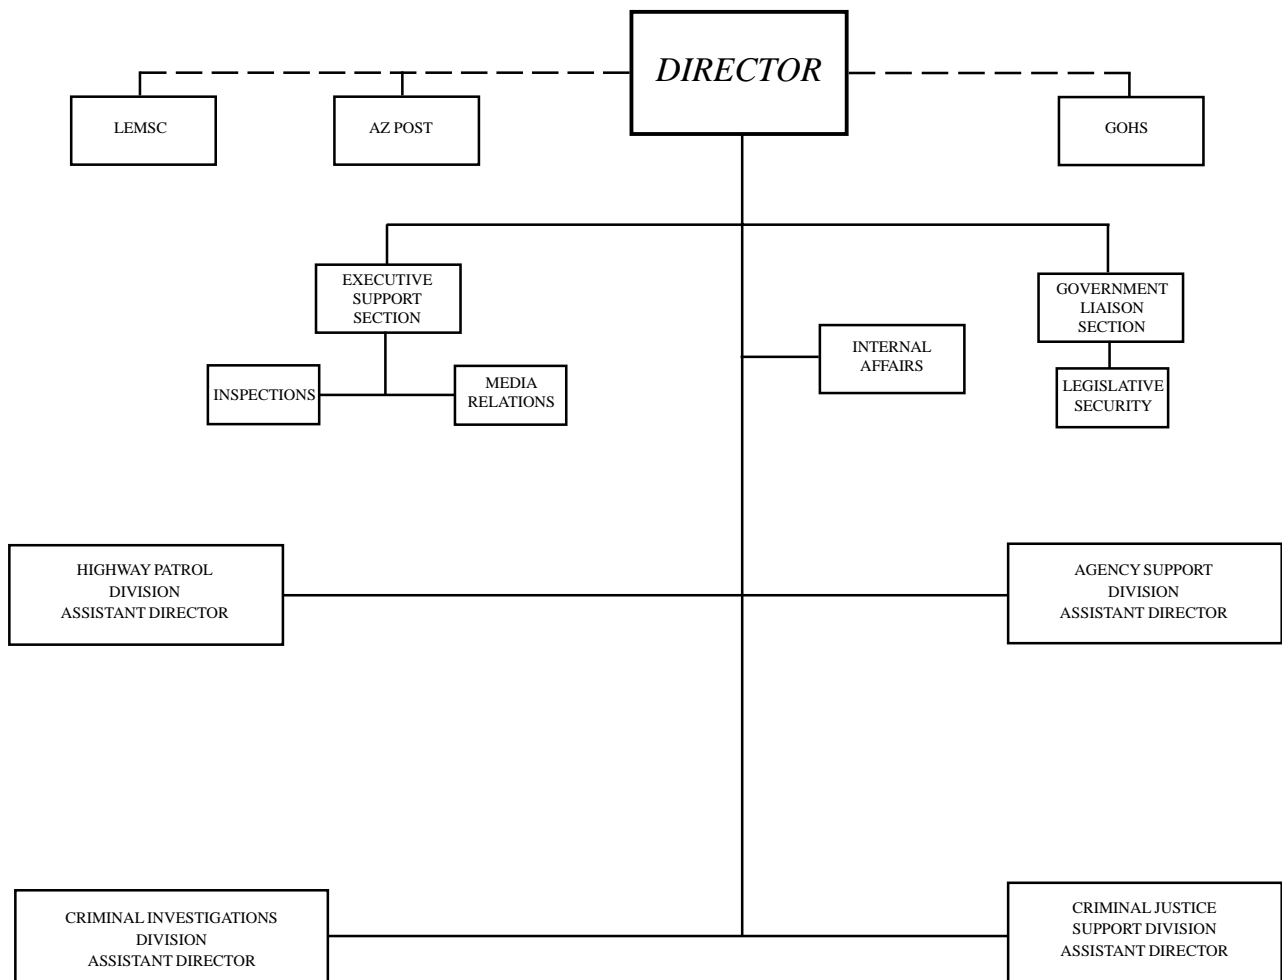 DIRECTOR
LEMSC
AZ POST
GOHS
EXECUTIVE
SUPPORT
SECTION
GOVERNMENT
LIAISON
SECTION
INTERNAL
AFFAIRS
INSPECTIONS
MEDIA
RELATIONS
LEGISLATIVE
SECURITY
HIGHWAY PATROL
DIVISION
ASSISTANT DIRECTOR
AGENCY SUPPORT
DIVISION
ASSISTANT DIRECTOR
CRIMINAL INVESTIGATIONS
DIVISION
ASSISTANT DIRECTOR
CRIMINAL JUSTICE
SUPPORT DIVISION
ASSISTANT DIRECTOR